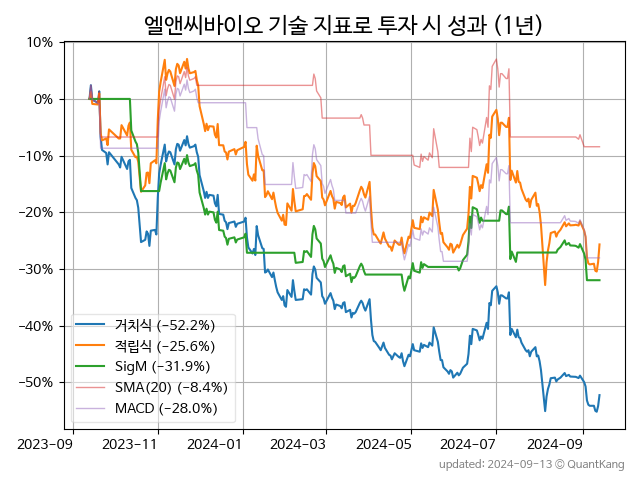 엘앤씨바이오 기술 지표로 투자 시 성과 (1년)
10%
0%
−10%
−20%
−30%
−40%
−50%
거치식 (−52.2%)
적립식 (−25.6%)
SigM (−31.9%)
SMA(20) (−8.4%)
MACD (−28.0%)
2023-09 2023-11 2024-01 2024-03 2024-05 2024-07 2024-09
updated: 2024-09-13 © QuantKang